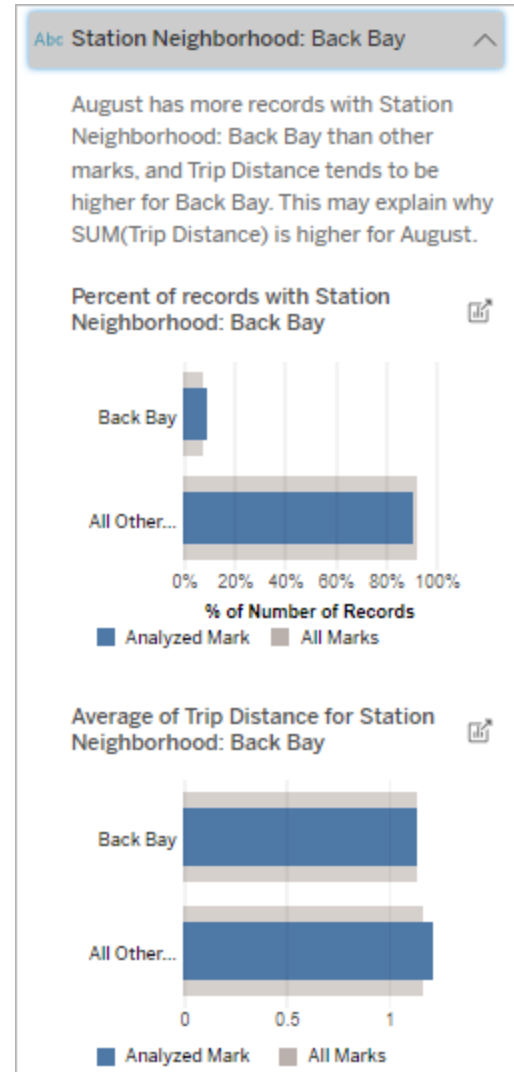 Abc Station Neighborhood: Back Bay
August has more records with Station
Neighborhood: Back Bay than other
marks, and Trip Distance tends to be
higher for Back Bay. This may explain why
SUM(Trip Distance) is higher for August.
Percent of records with Station
Neighborhood: Back Bay
Back Bay
All Other...
0% 20% 40% 60% 80% 100%
% of Number of Records
Analyzed Mark All Marks
Average of Trip Distance for Station
Neighborhood: Back Bay
Back Bay
All Other...
0 0.5 1
Analyzed Mark All Marks